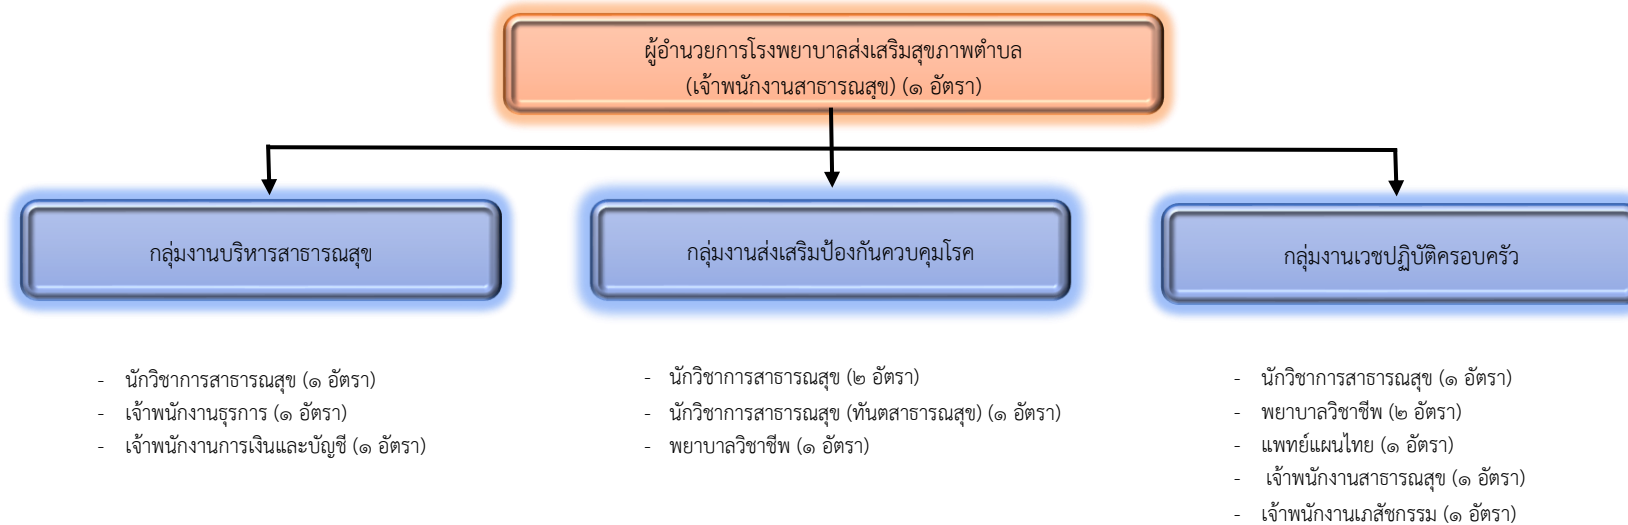 ผู้อำนวยการโรงพยาบาลส่งเสริมสุขภาพตำบล
(เจ้าพนักงานสาธารณสุข) (๑ อัตรา)
กลุ่มงานบริหารสาธารณสุข
- นักวิชาการสาธารณสุข (๑ อัตรา)
- เจ้าพนักงานธุรการ (๑ อัตรา)
- เจ้าพนักงานการเงินและบัญชี (๑ อัตรา)
กลุ่มงานส่งเสริมป้องกันควบคุมโรค
- นักวิชาการสาธารณสุข (๒ อัตรา)
- นักวิชาการสาธารณสุข (ทันตสาธารณสุข) (๑ อัตรา)
- พยาบาลวิชาชีพ (๑ อัตรา)
กลุ่มงานเวชปฏิบัติครอบครัว
- นักวิชาการสาธารณสุข (๑ อัตรา)
- พยาบาลวิชาชีพ (๒ อัตรา)
- แพทย์แผนไทย (๑ อัตรา)
- เจ้าพนักงานสาธารณสุข (๑ อัตรา)
- เจ้าพนักงานเภสัชกรรม (๑ อัตรา)